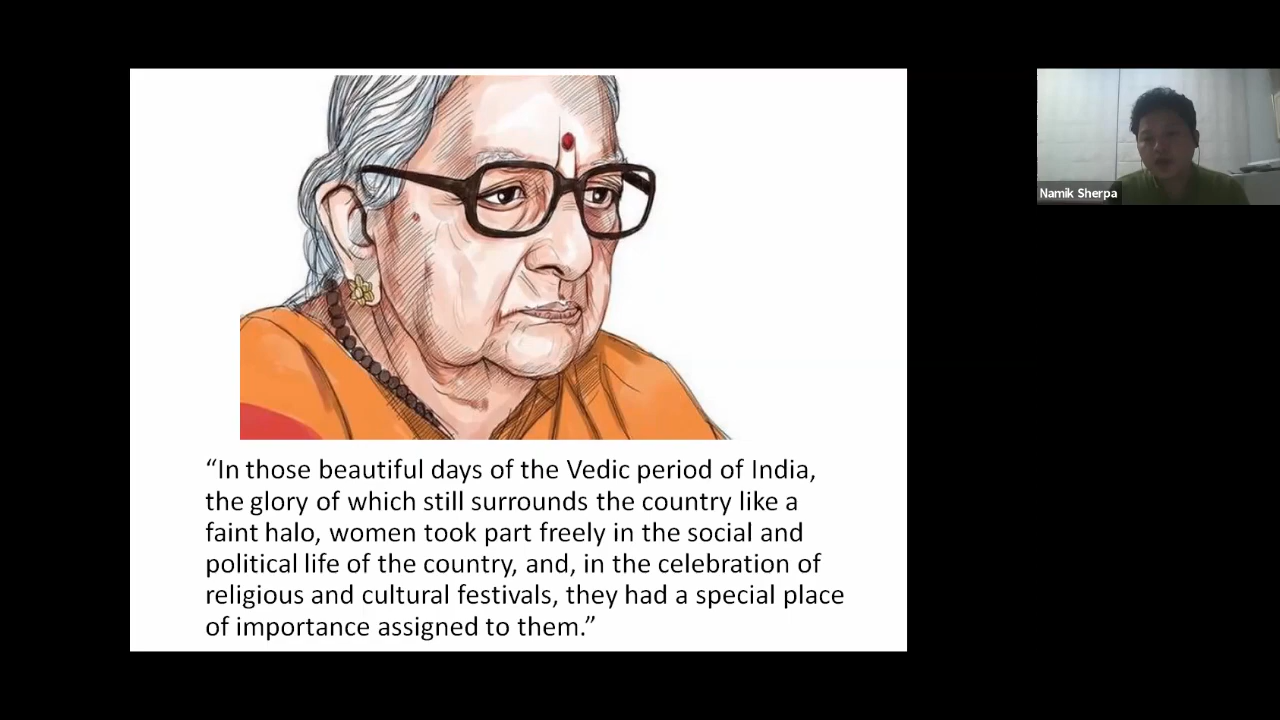 “In those beautiful days of the Vedic period of India,
the glory of which still surrounds the country like a
faint halo, women took part freely in the social and
political life of the country, and, in the celebration of
religious and cultural festivals, they had a special place
of importance assigned to them.”
Namik Sherpa